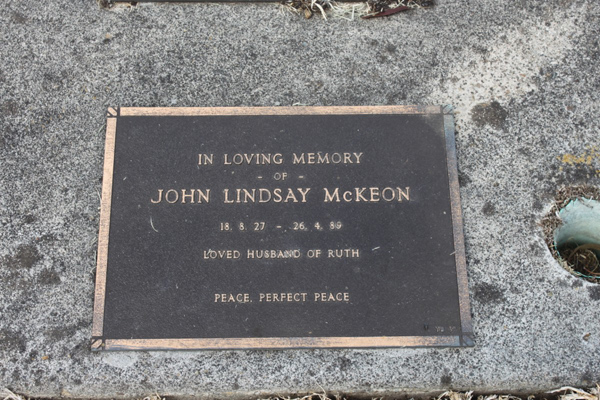 IN LOVING MEMORY
- OF -
JOHN LINDSAY McKEON
18. 8. 27 - 26. 4. 89
LOVED HUSBAND OF RUTH
PEACE, PERFECT PEACE